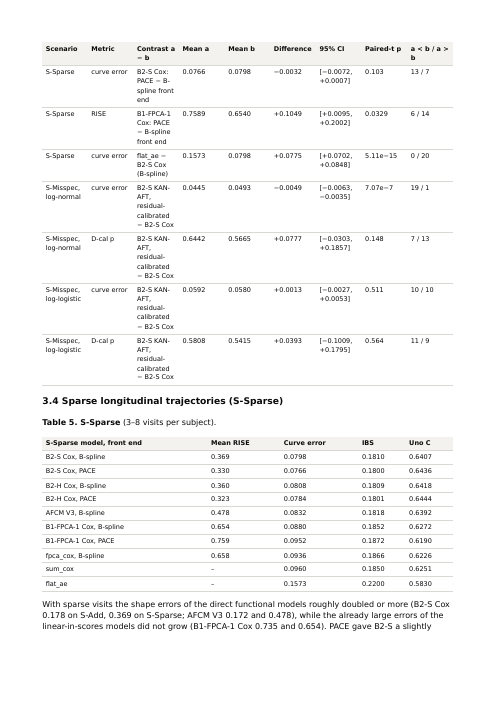 Scenario Metric Contrast a − b Mean a Mean b Difference 95% CI Paired-t p a < b / a > b
S-Sparse curve error B2-S Cox: PACE − B-spline front end 0.0766 0.0798 −0.0032 [−0.0072, +0.0007] 0.103 13 / 7
S-Sparse RISE B1-FPCA-1 Cox: PACE − B-spline front end 0.7589 0.6540 +0.1049 [+0.0095, +0.2002] 0.0329 6 / 14
S-Sparse curve error flat_ae − B2-S Cox (B-spline) 0.1573 0.0798 +0.0775 [+0.0702, +0.0848] 5.11e−15 0 / 20
S-Misspec, log-normal curve error B2-S KAN-AFT, residual-calibrated − B2-S Cox 0.0445 0.0493 −0.0049 [−0.0063, −0.0035] 7.07e−7 19 / 1
S-Misspec, log-normal D-cal p B2-S KAN-AFT, residual-calibrated − B2-S Cox 0.6442 0.5665 +0.0777 [−0.0303, +0.1857] 0.148 7 / 13
S-Misspec, log-logistic curve error B2-S KAN-AFT, residual-calibrated − B2-S Cox 0.0592 0.0580 +0.0013 [−0.0027, +0.0053] 0.511 10 / 10
S-Misspec, log-logistic D-cal p B2-S KAN-AFT, residual-calibrated − B2-S Cox 0.5808 0.5415 +0.0393 [−0.1009, +0.1795] 0.564 11 / 9
3.4 Sparse longitudinal trajectories (S-Sparse)
Table 5. S-Sparse (3–8 visits per subject).
S-Sparse model, front end Mean RISE Curve error IBS Uno C
B2-S Cox, B-spline 0.369 0.0798 0.1810 0.6407
B2-S Cox, PACE 0.330 0.0766 0.1800 0.6436
B2-H Cox, B-spline 0.360 0.0808 0.1809 0.6418
B2-H Cox, PACE 0.323 0.0784 0.1801 0.6444
AFCM V3, B-spline 0.478 0.0832 0.1818 0.6392
B1-FPCA-1 Cox, B-spline 0.654 0.0880 0.1852 0.6272
B1-FPCA-1 Cox, PACE 0.759 0.0952 0.1872 0.6190
fpca_cox, B-spline 0.658 0.0936 0.1866 0.6226
sum_cox – 0.0960 0.1850 0.6251
flat_ae – 0.1573 0.2200 0.5830
With sparse visits the shape errors of the direct functional models roughly doubled or more (B2-S Cox
0.178 on S-Add, 0.369 on S-Sparse; AFCM V3 0.172 and 0.478), while the already large errors of the
linear-in-scores models did not grow (B1-FPCA-1 Cox 0.735 and 0.654). PACE gave B2-S a slightly